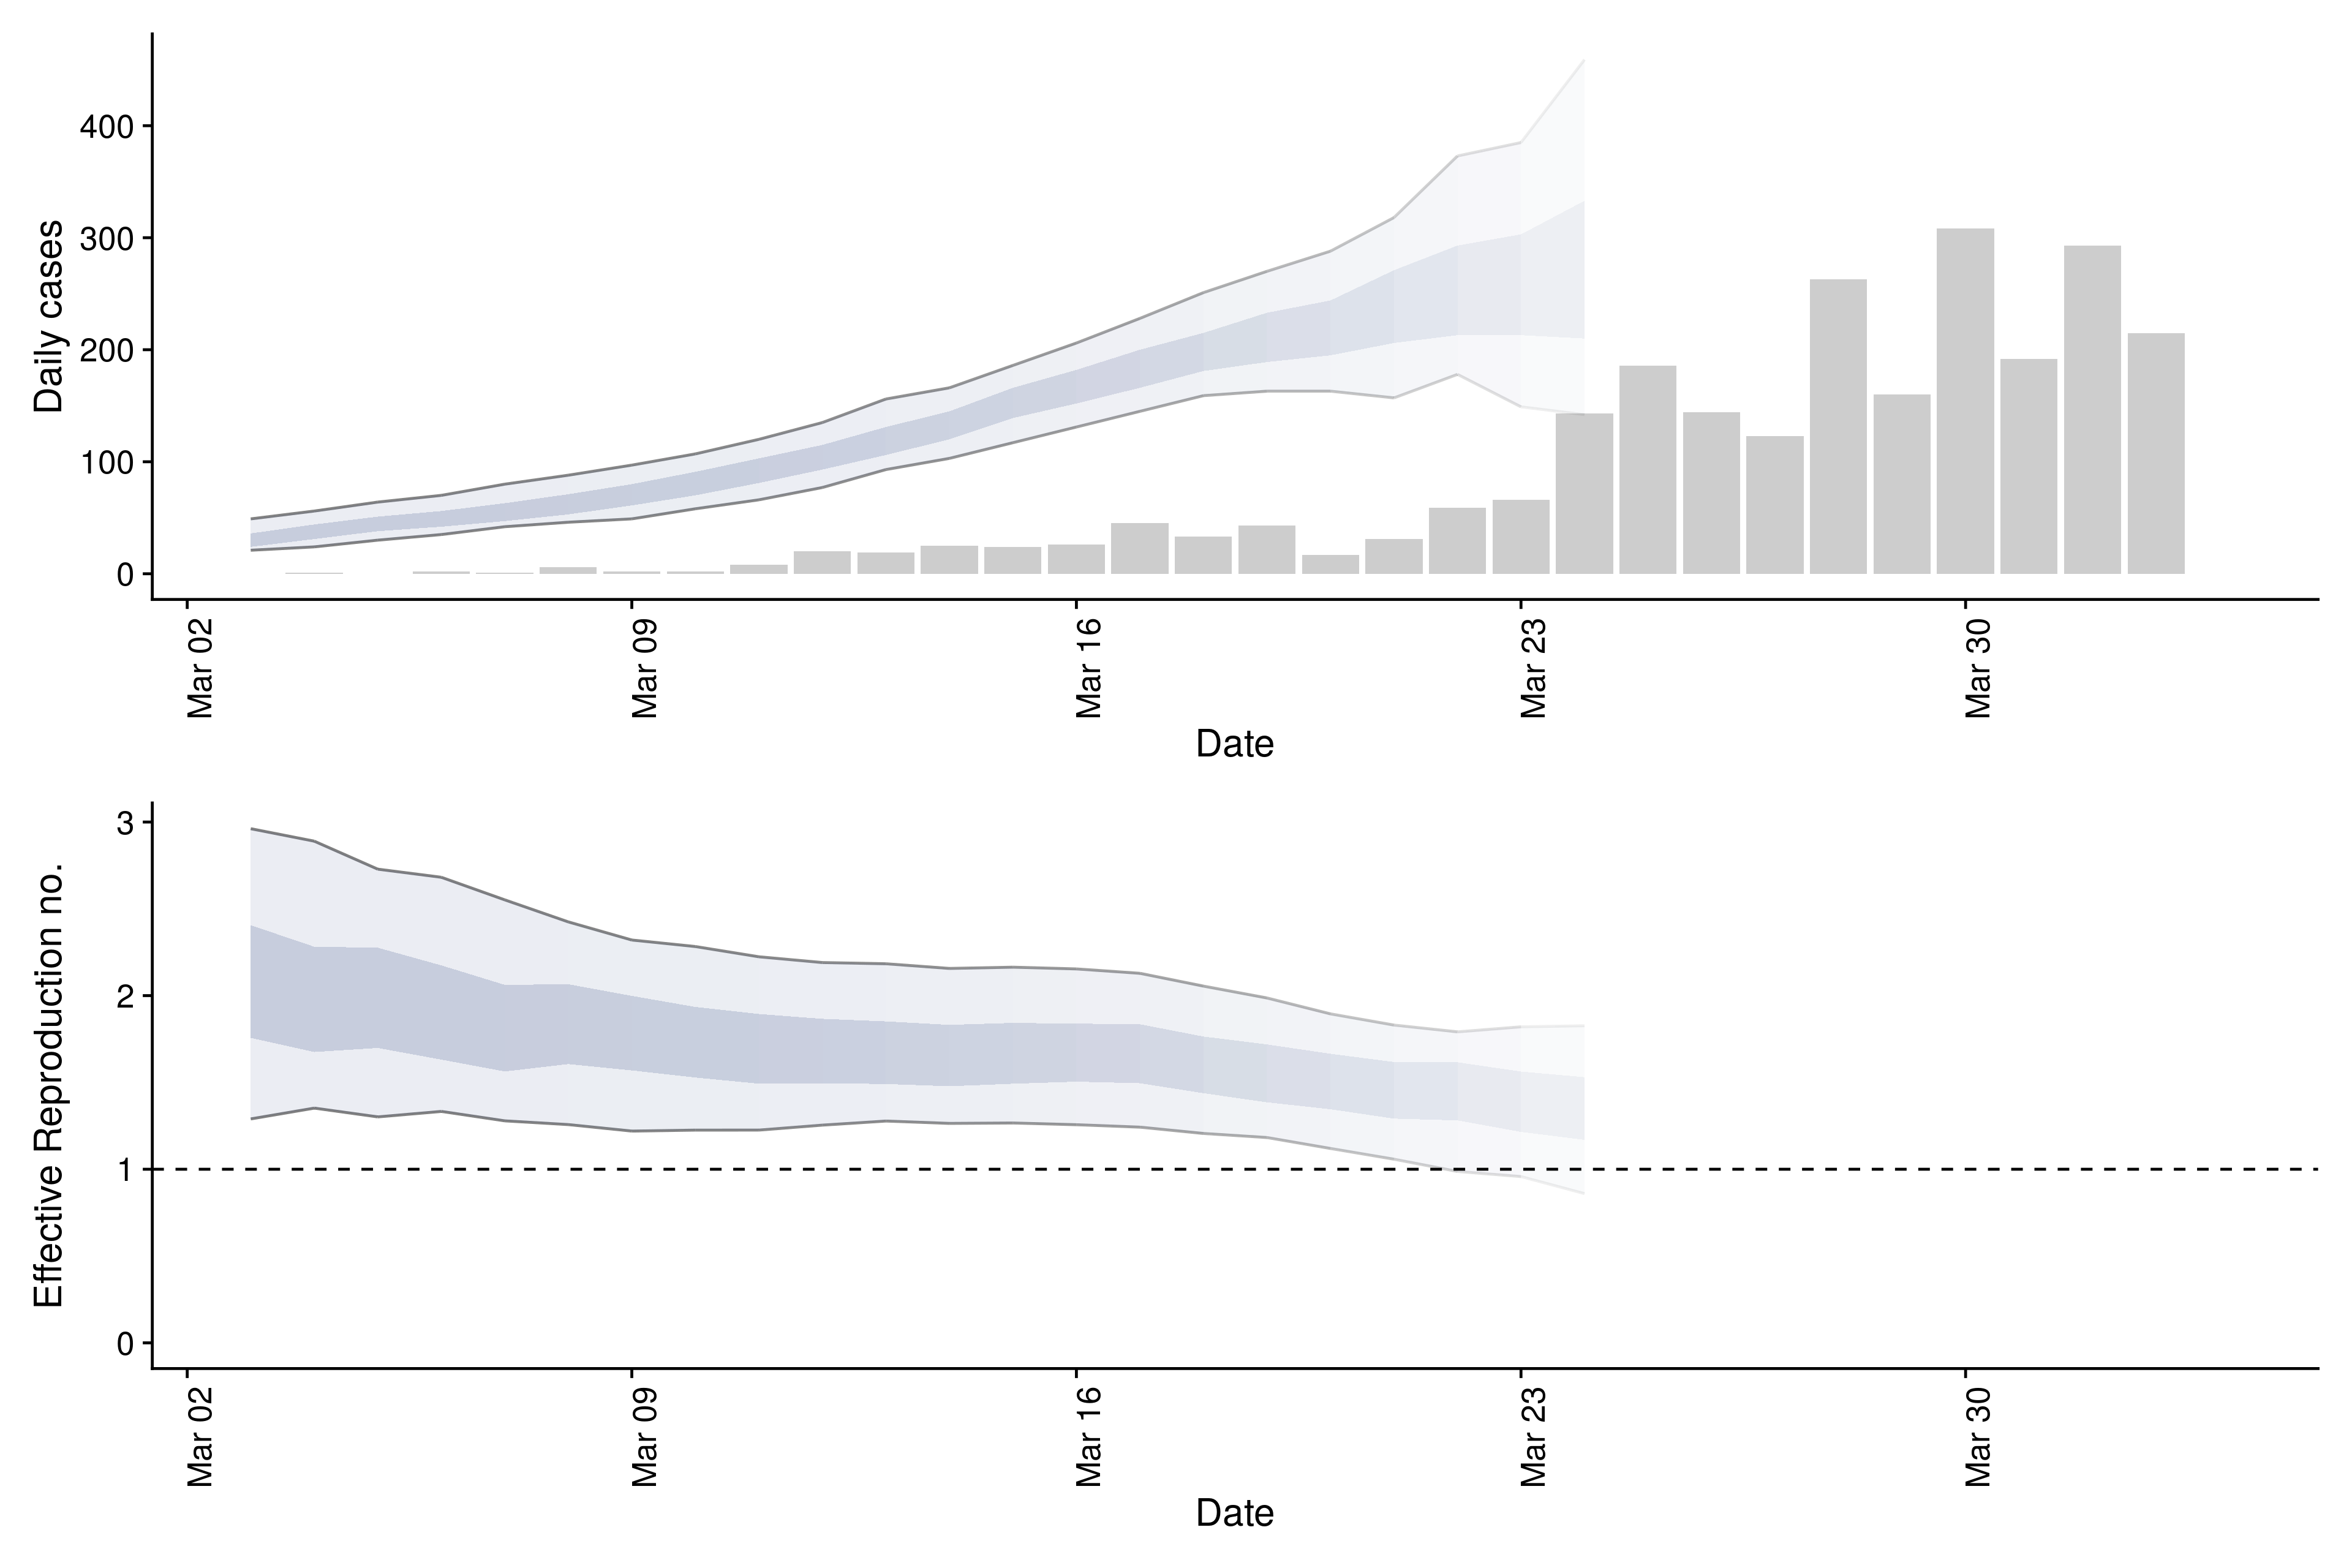 Daily cases
400
300
200
100
0
Mar 02
Mar 09
Mar 16
Mar 23
Mar 30
Date
Effective Reproduction no.
3
2
1
0
Mar 02
Mar 09
Mar 16
Mar 23
Mar 30
Date